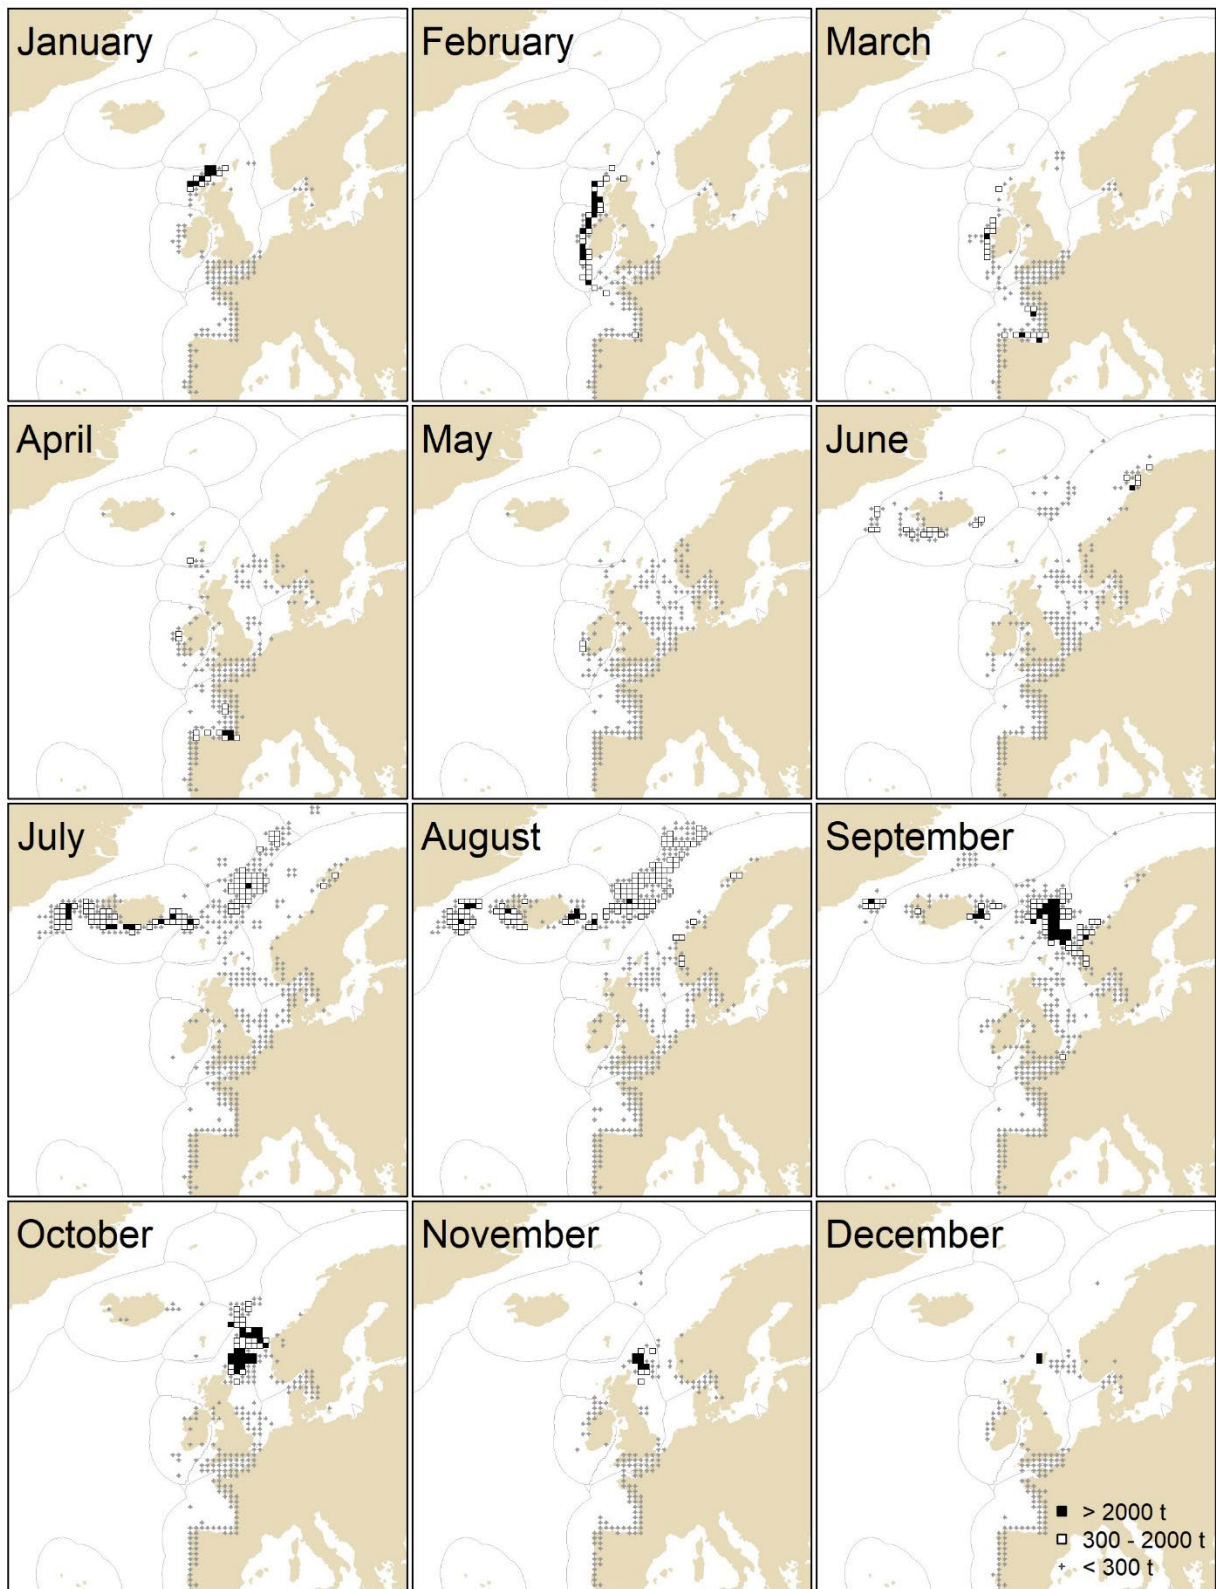 January
February
March
April
May
June
July
August
September
October
November
December
> 2000 t
300 - 2000 t
< 300 t